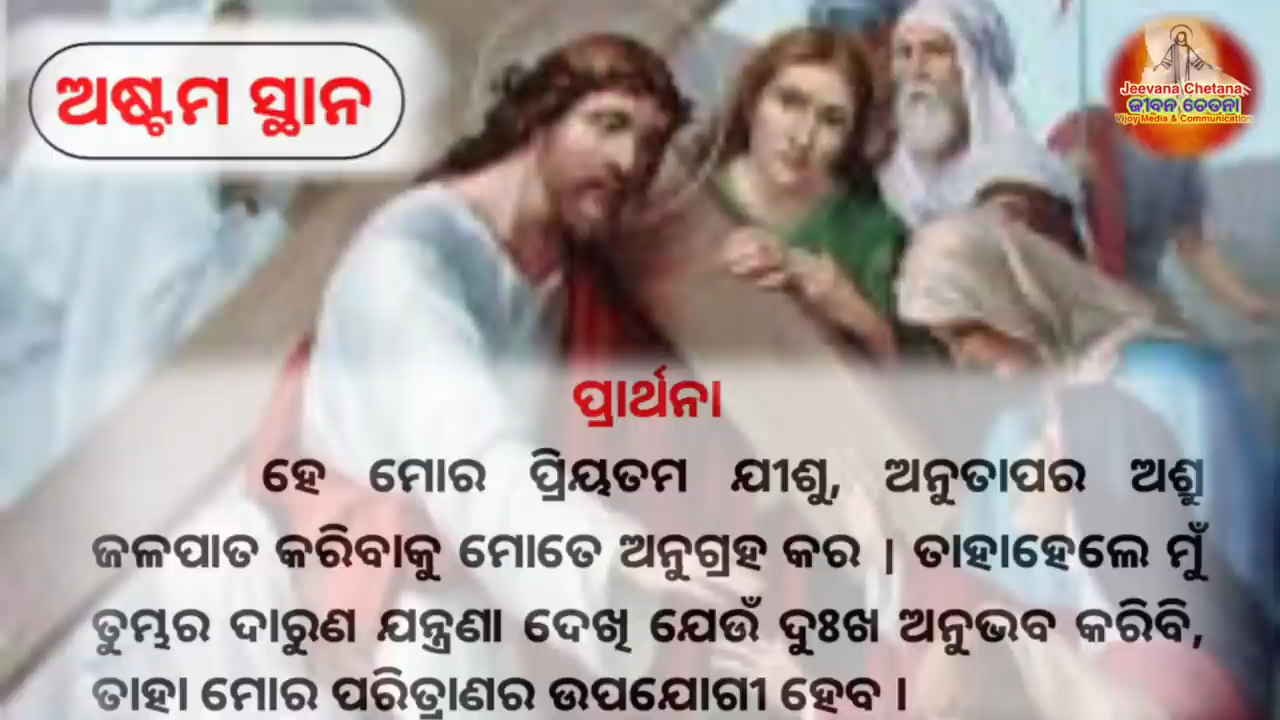 ଅଷ୍ଟମ ସ୍ଥାନ
Jeevana Chetana
ଜୀବନ ଚେତନା
Vijoy Media & Communication
ପ୍ରାର୍ଥନା
ହେ ମୋର ପ୍ରିୟତମ ଯୀଶୁ, ଅନୁତାପର ଅଶ୍ରୁ
ଜଳପାତ କରିବାକୁ ମୋତେ ଅନୁଗ୍ରହ କର । ତାହାହେଲେ ମୁଁ
ତୁମ୍ଭର ଦାରୁଣ ଯନ୍ତ୍ରଣା ଦେଖି ଯେଉଁ ଦୁଃଖ ଅନୁଭବ କରିବି,
ତାହା ମୋର ପରିତ୍ରାଣର ଉପଯୋଗୀ ହେବ ।